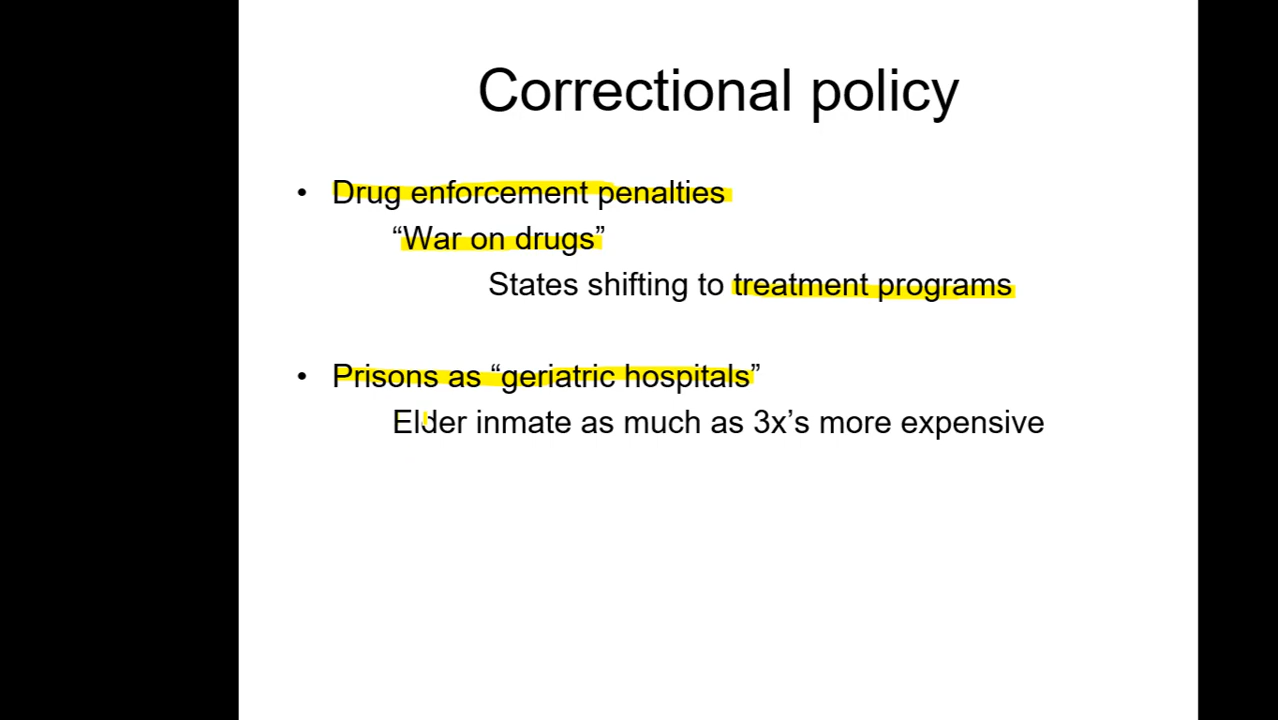 Correctional policy
• Drug enforcement penalties
“War on drugs”
States shifting to treatment programs
• Prisons as “geriatric hospitals”
Elder inmate as much as 3x’s more expensive